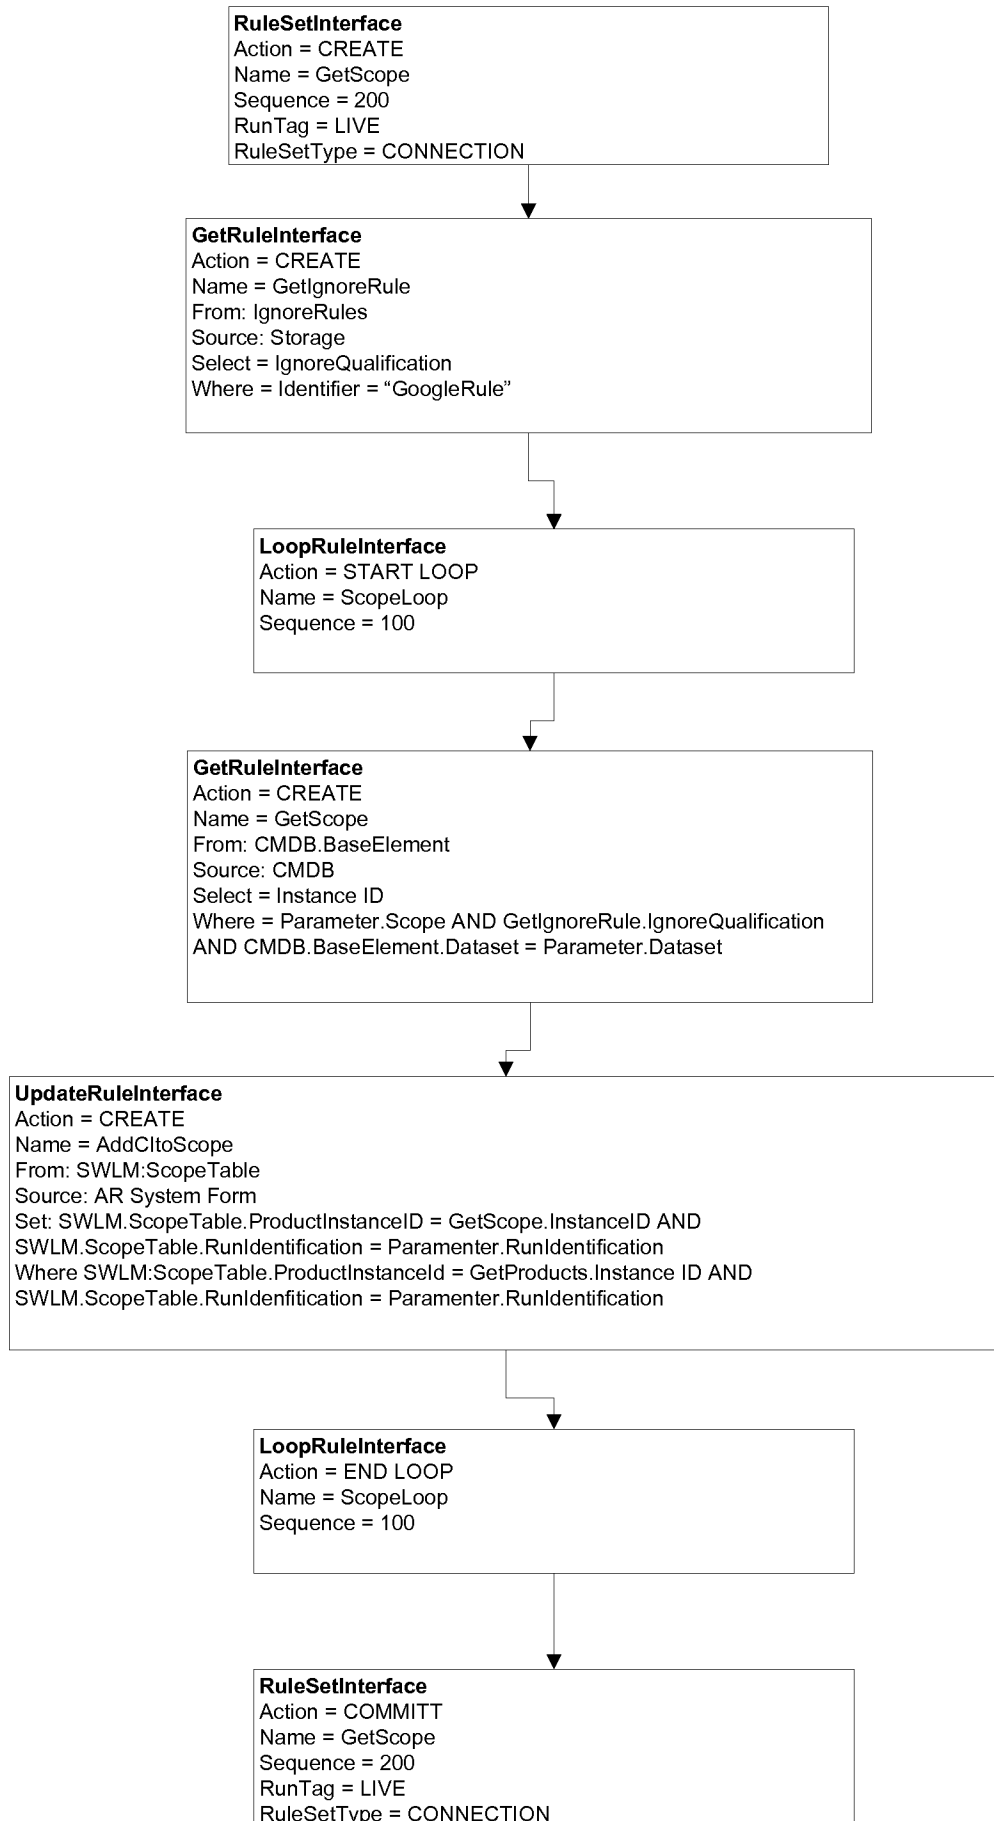 RuleSetInterface
Action = CREATE
Name = GetScope
Sequence = 200
RunTag = LIVE
RuleSetType = CONNECTION
GetRuleInterface
Action = CREATE
Name = GetIgnoreRule
From: IgnoreRules
Source: Storage
Select = IgnoreQualification
Where = Identifier = “GoogleRule”
LoopRuleInterface
Action = START LOOP
Name = ScopeLoop
Sequence = 100
GetRuleInterface
Action = CREATE
Name = GetScope
From: CMDB.BaseElement
Source: CMDB
Select = Instance ID
Where = Parameter.Scope AND GetIgnoreRule.IgnoreQualification
AND CMDB.BaseElement.Dataset = Parameter.Dataset
UpdateRuleInterface
Action = CREATE
Name = AddCItoScope
From: SWLM:ScopeTable
Source: AR System Form
Set: SWLM.ScopeTable.ProductInstanceID = GetScope.InstanceID AND
SWLM.ScopeTable.RunIdentification = Paramenter.RunIdentification
Where SWLM:ScopeTable.ProductInstanceId = GetProducts.Instance ID AND
SWLM.ScopeTable.RunIdenfitication = Paramenter.RunIdentification
LoopRuleInterface
Action = END LOOP
Name = ScopeLoop
Sequence = 100
RuleSetInterface
Action = COMMITT
Name = GetScope
Sequence = 200
RunTag = LIVE
RuleSetType = CONNECTION